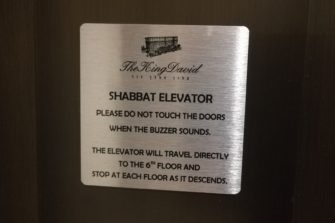 The King David
SHABBAT ELEVATOR
PLEASE DO NOT TOUCH THE DOORS
WHEN THE BUZZER SOUNDS.
THE ELEVATOR WILL TRAVEL DIRECTLY
TO THE 6TH FLOOR AND
STOP AT EACH FLOOR AS IT DESCENDS.